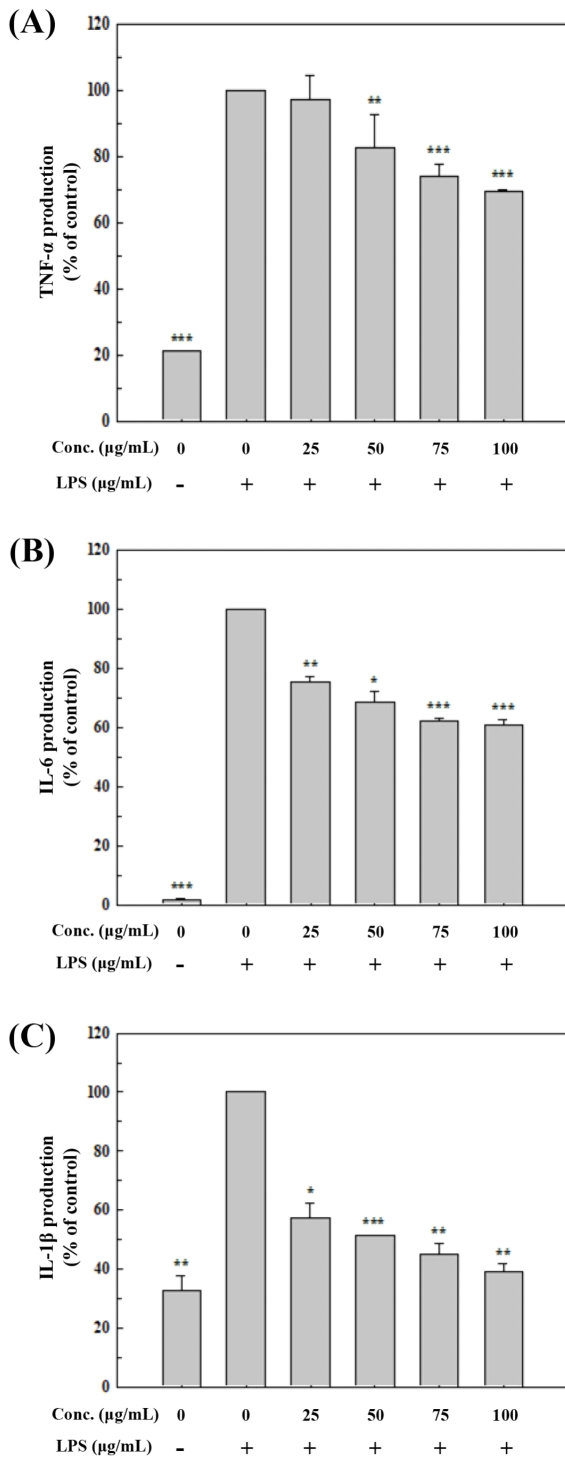 (A)
120
100
80
60
40
20
0
TNF-α production
(% of control)
***
**
***
***
Conc. (μg/mL) 0 0 25 50 75 100
LPS (μg/mL) - + + + + +
(B)
120
100
80
60
40
20
0
IL-6 production
(% of control)
***
**
*
***
***
Conc. (μg/mL) 0 0 25 50 75 100
LPS (μg/mL) - + + + + +
(C)
120
100
80
60
40
20
0
IL-1β production
(% of control)
**
*
***
**
**
Conc. (μg/mL) 0 0 25 50 75 100
LPS (μg/mL) - + + + + +